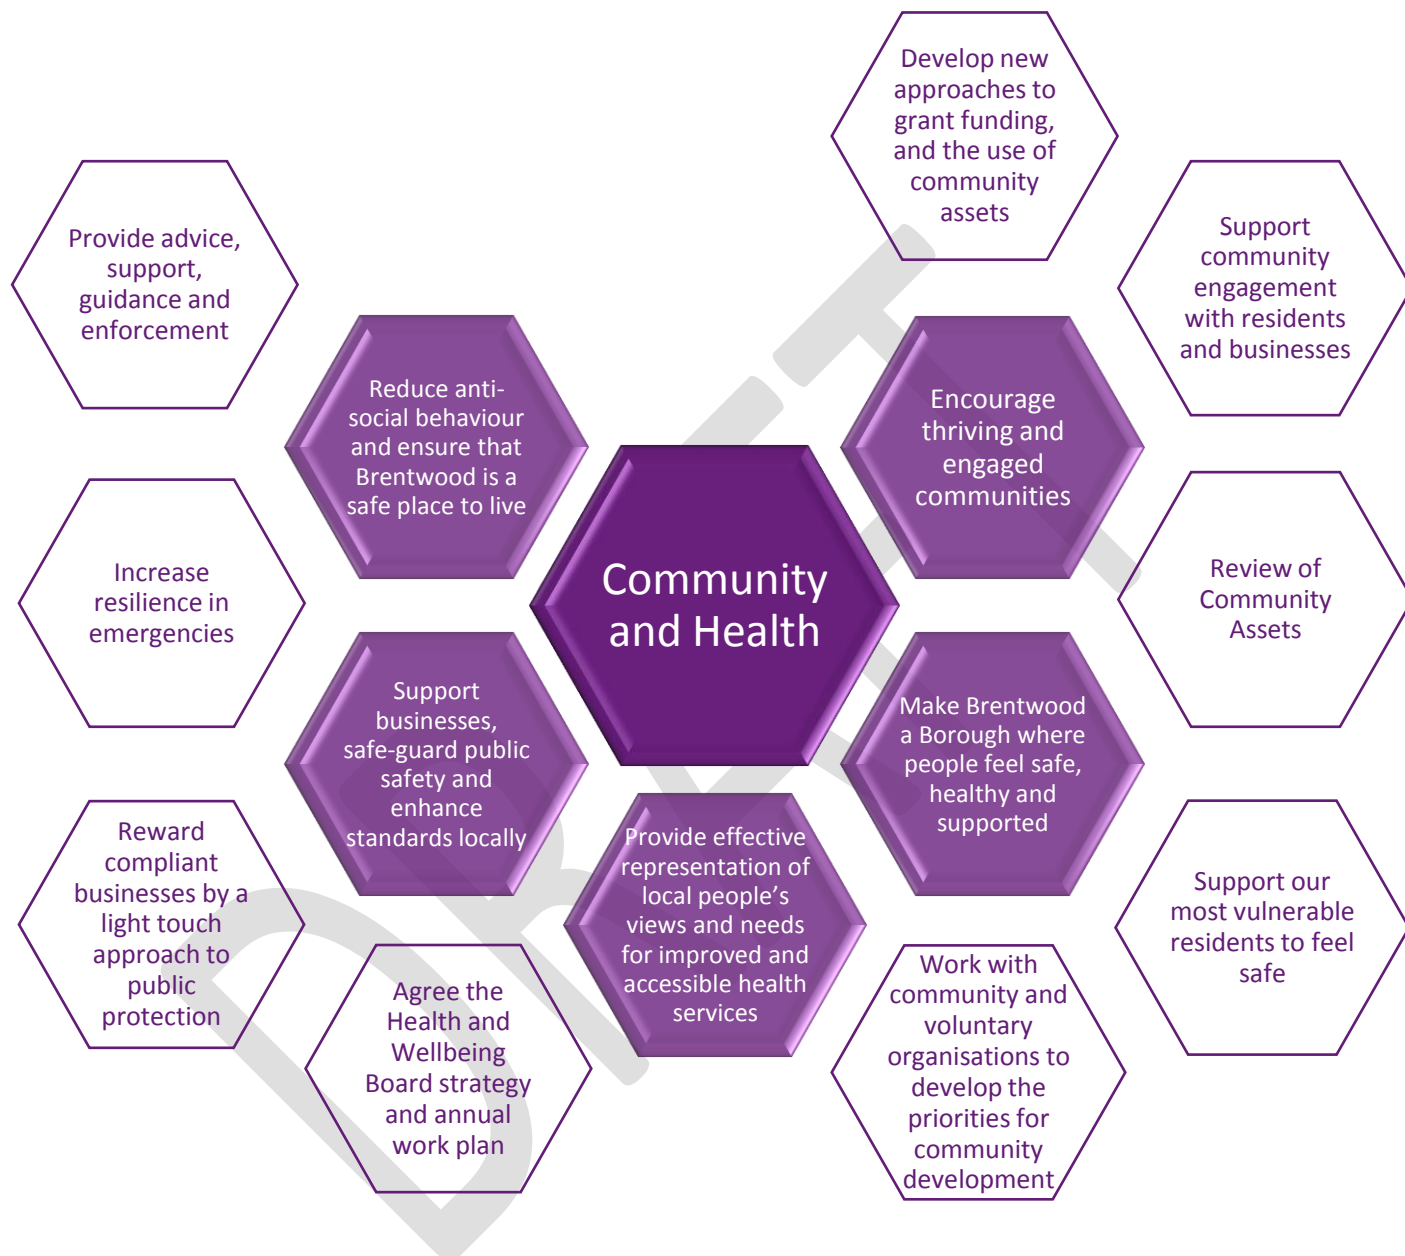 Develop new
approaches to
grant funding,
and the use of
community
assets
Provide advice,
support,
guidance and
enforcement
Support
community
engagement
with residents
and businesses
Reduce anti-
social behaviour
and ensure that
Brentwood is a
safe place to live
Encourage
thriving and
engaged
communities
Community
and Health
Increase
resilience in
emergencies
Review of
Community
Assets
Support
businesses,
safe-guard public
safety and
enhance
standards locally
Make Brentwood
a Borough where
people feel safe,
healthy and
supported
Reward
compliant
businesses by a
light touch
approach to
public
protection
Provide effective
representation of
local people’s
views and needs
for improved and
accessible health
services
Support our
most vulnerable
residents to feel
safe
Agree the
Health and
Wellbeing
Board strategy
and annual
work plan
Work with
community and
voluntary
organisations to
develop the
priorities for
community
development
DRAFT